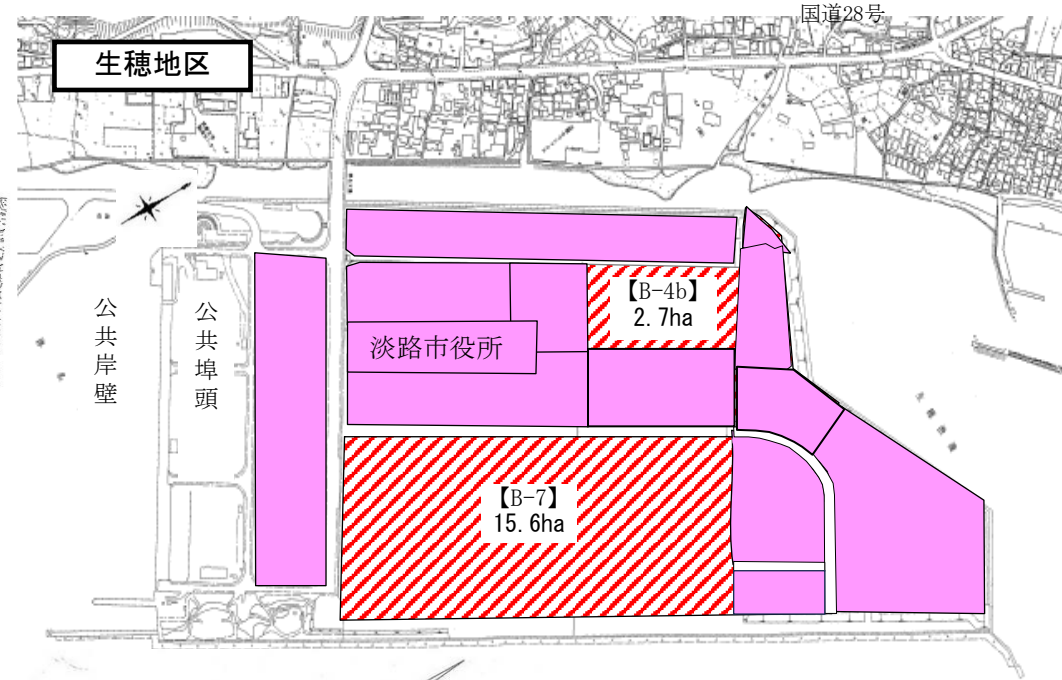 国道28号
生穂地区
【B-4b】
2.7ha
淡路市役所
公共岸壁
公共埠頭
【B-7】
15.6ha